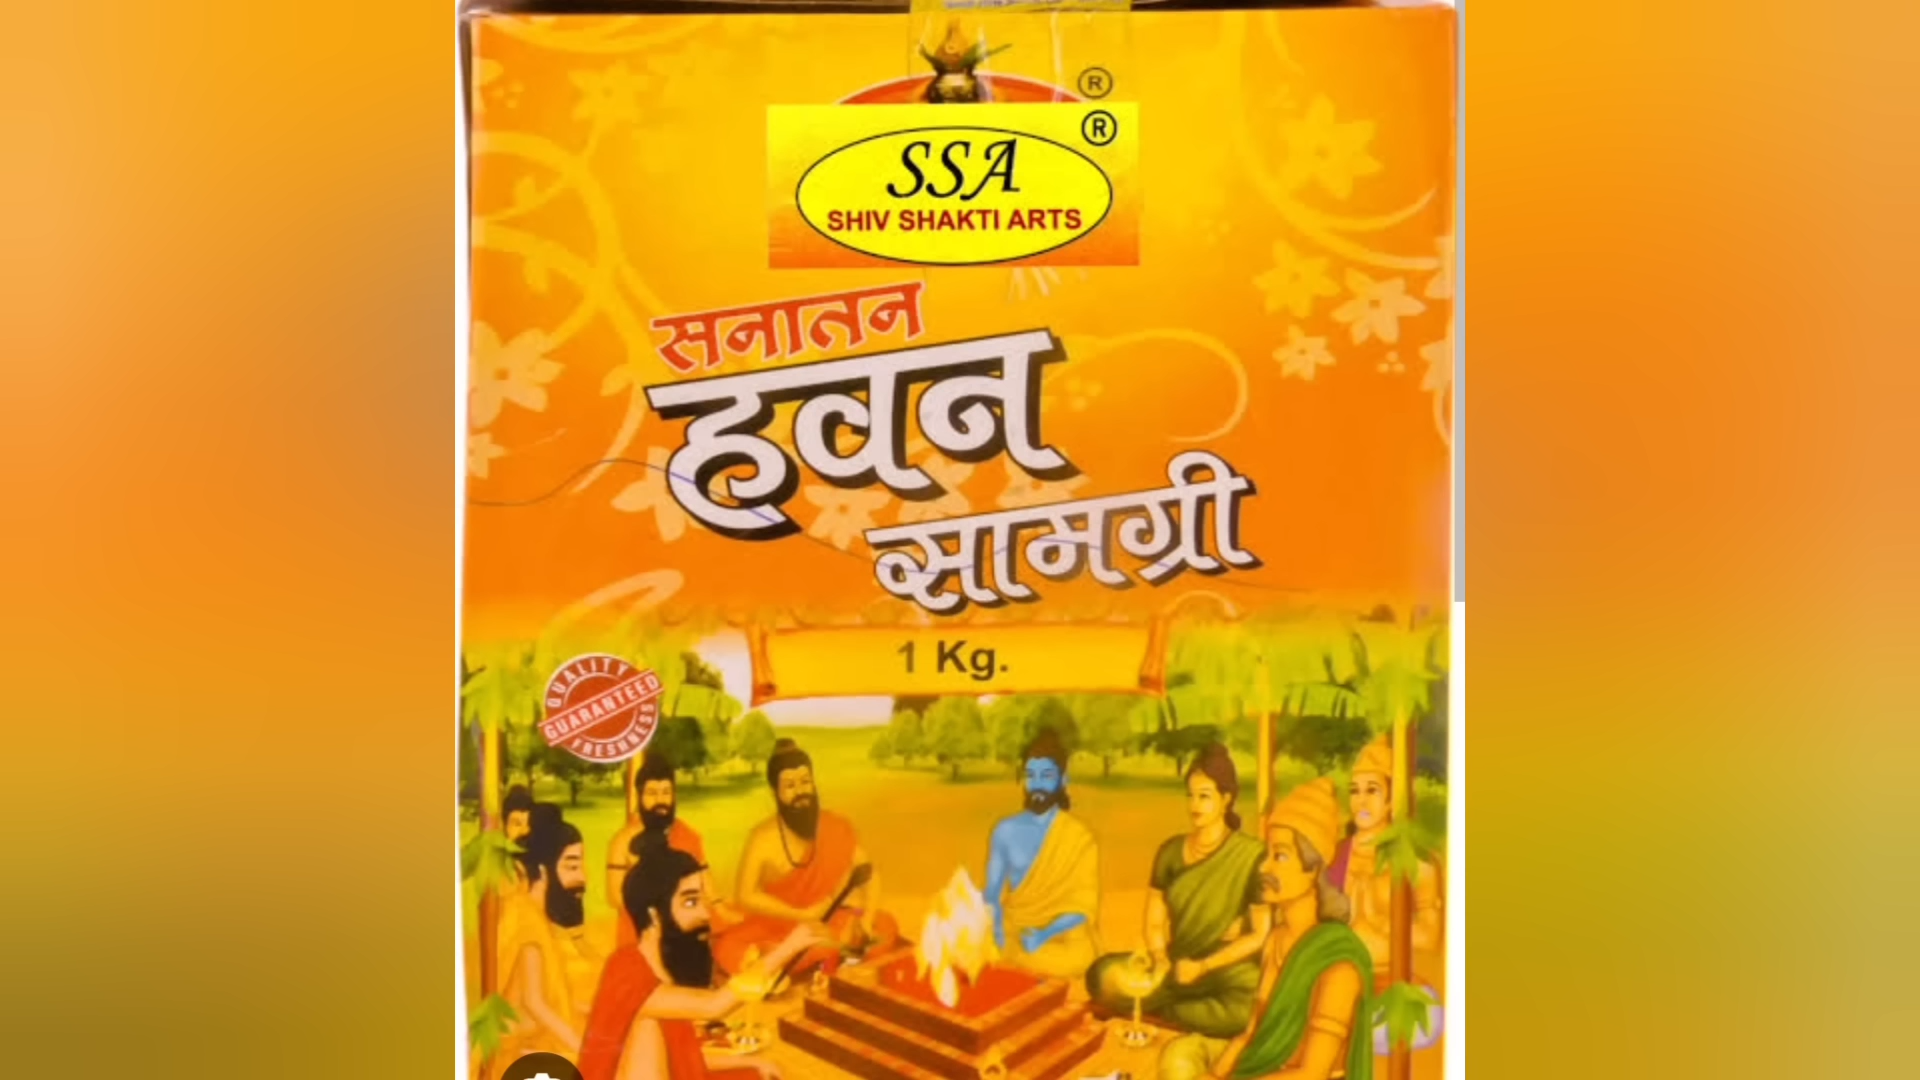 ®
®
SSA
SHIV SHAKTI ARTS
सनातन
हवन
सामग्री
1 Kg.
QUALITY
GUARANTEED
FRESHNESS